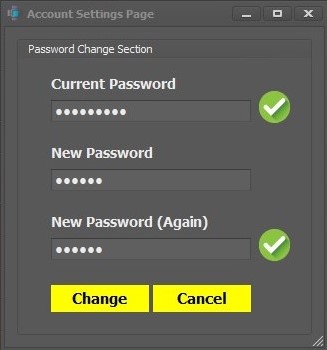 Account Settings Page
Password Change Section
Current Password
●●●●●●●●●
New Password
●●●●●●
New Password (Again)
●●●●●●
Change Cancel